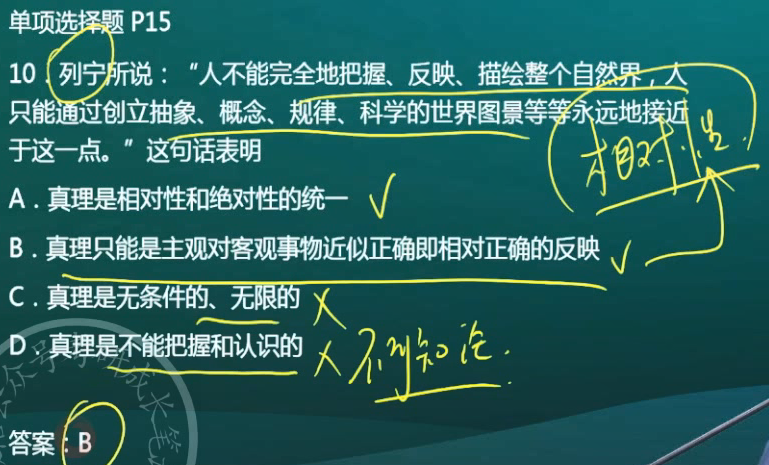 单项选择题 P15
10．列宁所说：“人不能完全地把握、反映、描绘整个自然界，人
只能通过创立抽象、概念、规律、科学的世界图景等等永远地接近
于这一点。”这句话表明
相对性
A．真理是相对性和绝对性的统一
B．真理只能是主观对客观事物近似正确即相对正确的反映
C．真理是无条件的、无限的
D．真理是不能把握和认识的
不可知论
答案：B